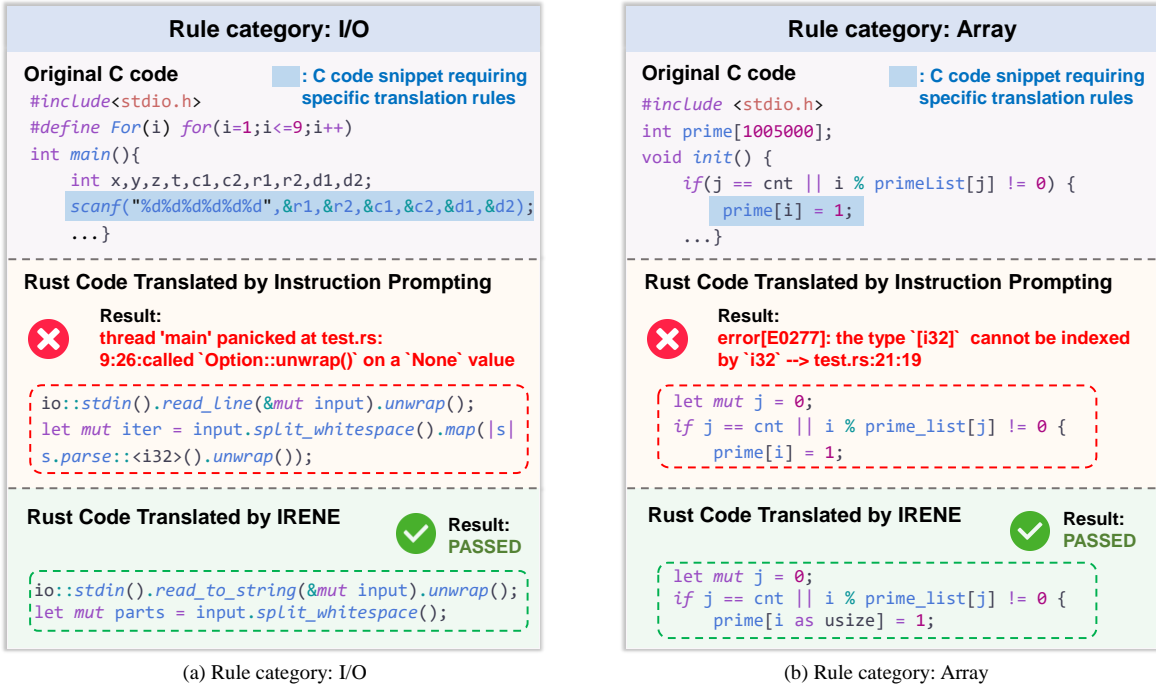 Rule category: I/O
Original C code
: C code snippet requiring
specific translation rules
#include<stdio.h>
#define For(i) for(i=1;i<=9;i++)
int main(){
int x,y,z,t,c1,c2,r1,r2,d1,d2;
scanf("%d%d%d%d%d%d",&r1,&r2,&c1,&c2,&d1,&d2);
...}
Rust Code Translated by Instruction Prompting
Result:
thread 'main' panicked at test.rs:
9:26:called `Option::unwrap()` on a `None` value
io::stdin().read_line(&mut input).unwrap();
let mut iter = input.split_whitespace().map(|s|
s.parse::<i32>().unwrap());
Rust Code Translated by IRENE
Result:
PASSED
io::stdin().read_to_string(&mut input).unwrap();
let mut parts = input.split_whitespace();
(a) Rule category: I/O
Rule category: Array
Original C code
: C code snippet requiring
specific translation rules
#include <stdio.h>
int prime[1005000];
void init() {
if(j == cnt || i % primeList[j] != 0) {
prime[i] = 1;
...}
Rust Code Translated by Instruction Prompting
Result:
error[E0277]: the type `[i32]` cannot be indexed
by `i32` --> test.rs:21:19
let mut j = 0;
if j == cnt || i % prime_list[j] != 0 {
prime[i] = 1;
Rust Code Translated by IRENE
Result:
PASSED
let mut j = 0;
if j == cnt || i % prime_list[j] != 0 {
prime[i as usize] = 1;
(b) Rule category: Array